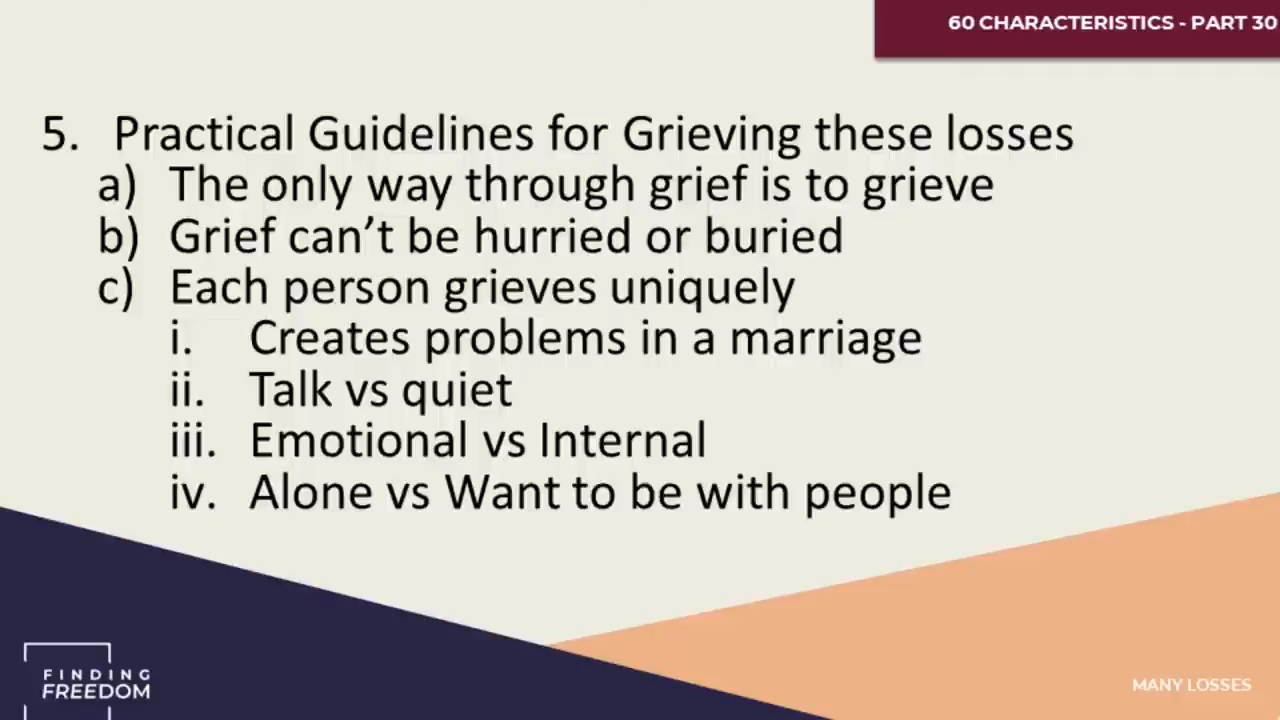 60 CHARACTERISTICS - PART 30
5. Practical Guidelines for Grieving these losses
a) The only way through grief is to grieve
b) Grief can’t be hurried or buried
c) Each person grieves uniquely
i. Creates problems in a marriage
ii. Talk vs quiet
iii. Emotional vs Internal
iv. Alone vs Want to be with people
FINDING
FREEDOM
MANY LOSSES